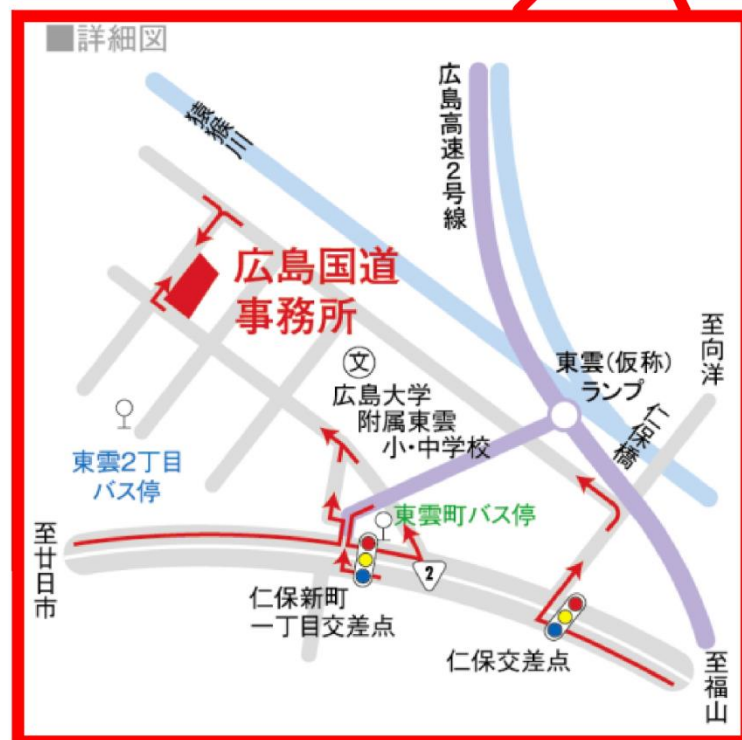 ■詳細図
猿猴川
広島高速2号線
広島国道
事務所
至向洋
東雲(仮称)
ランプ
仁保橋
文
広島大学
附属東雲
小・中学校
東雲2丁目
バス停
東雲町バス停
至廿日市
2
仁保新町
一丁目交差点
仁保交差点
至福山